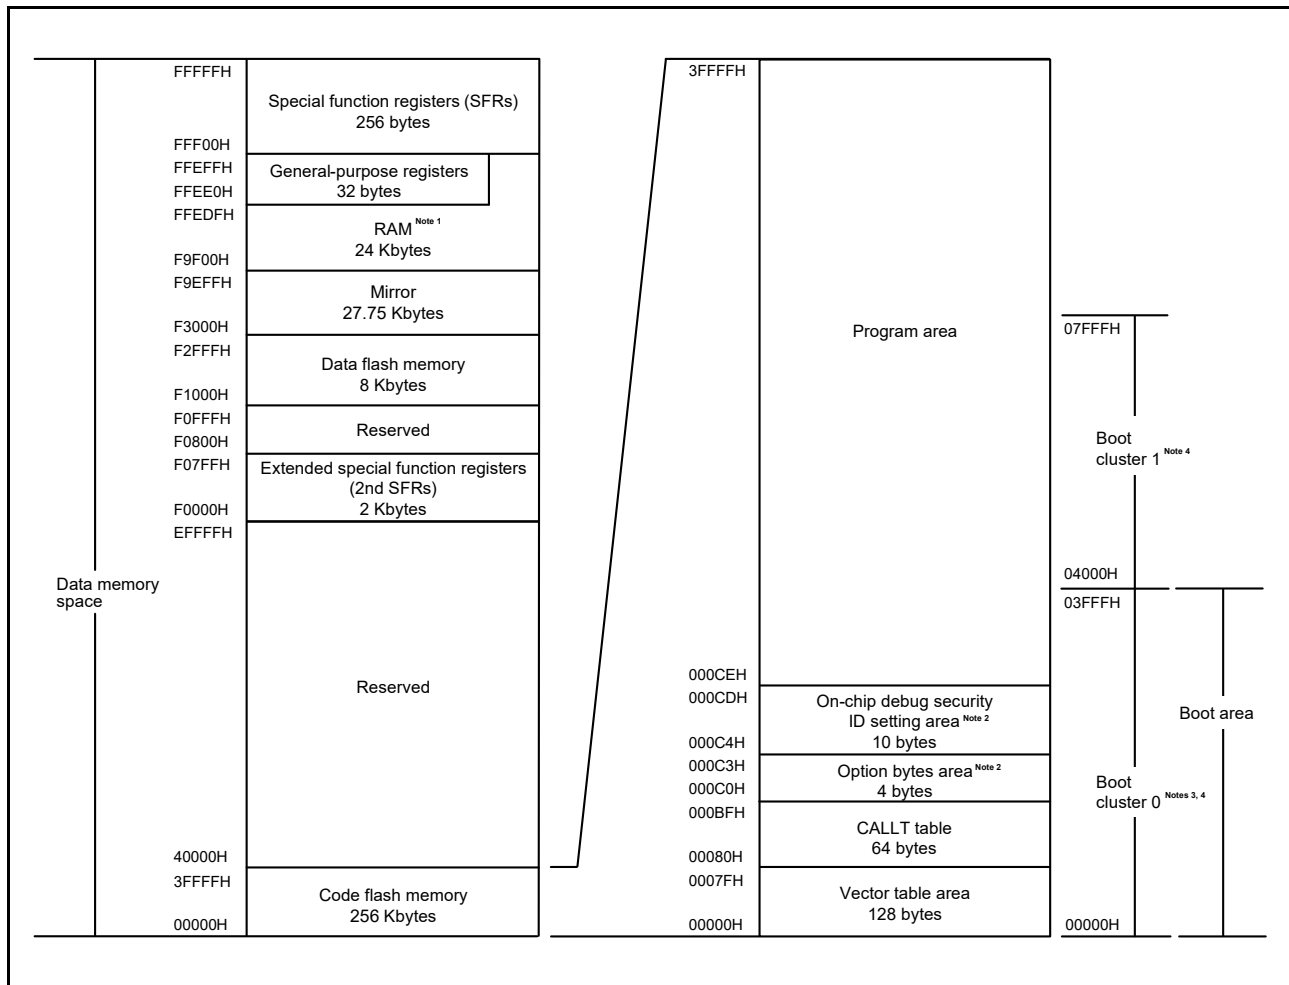 FFFFFH
Special function registers (SFRs)
256 bytes
FFF00H
FFEFFH
General-purpose registers
32 bytes
FFEE0H
FFEDFH
RAM Note 1
24 Kbytes
F9F00H
F9EFFH
Mirror
27.75 Kbytes
F3000H
F2FFFH
Data flash memory
8 Kbytes
F1000H
F0FFFH
Reserved
F0800H
F07FFH
Extended special function registers
(2nd SFRs)
2 Kbytes
F0000H
EFFFFH
Data memory
space
Reserved
40000H
3FFFFH
Code flash memory
256 Kbytes
00000H
3FFFFH
Program area
000CEH
000CDH
On-chip debug security
ID setting area Note 2
10 bytes
000C4H
000C3H
Option bytes area Note 2
4 bytes
000C0H
000BFH
CALLT table
64 bytes
00080H
0007FH
Vector table area
128 bytes
00000H
07FFFH
Boot
cluster 1 Note 4
04000H
03FFFH
Boot area
Boot
cluster 0 Notes 3, 4
00000H